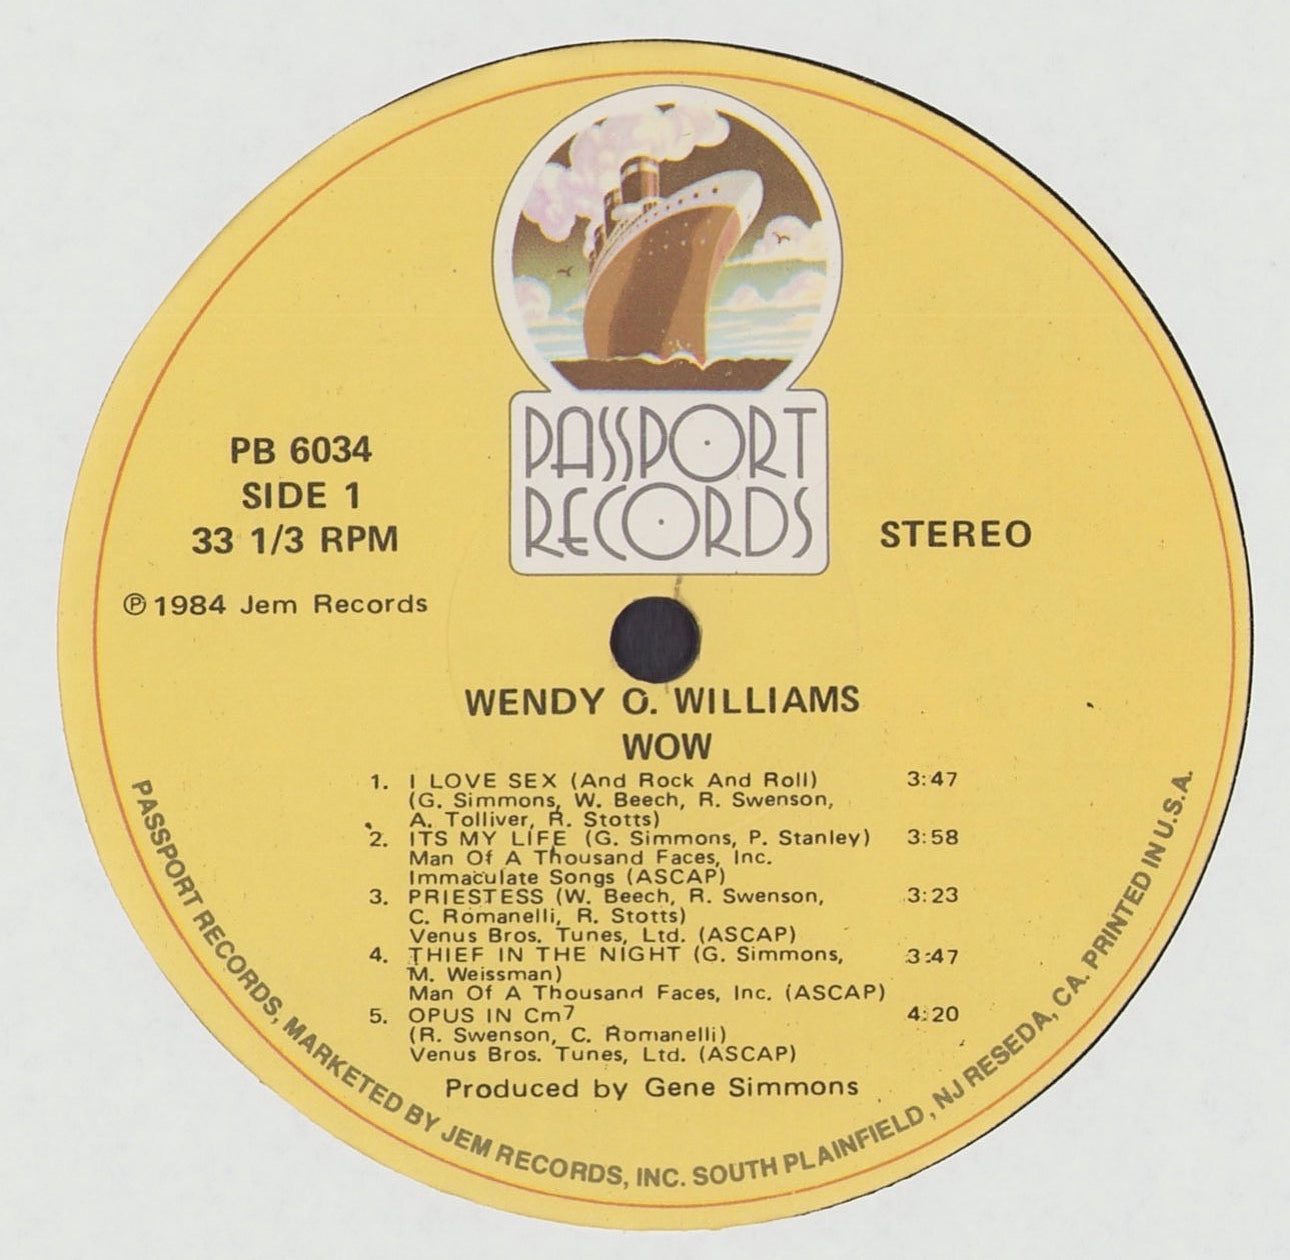 PASSPORT
RECORDS
PB 6034
SIDE 1
33 1/3 RPM
STEREO
℗ 1984 Jem Records
WENDY O. WILLIAMS
WOW
1. I LOVE SEX (And Rock And Roll) 3:47
(G. Simmons, W. Beech, R. Swenson,
A. Tolliver, R. Stotts)
2. ITS MY LIFE (G. Simmons, P. Stanley) 3:58
Man Of A Thousand Faces, Inc.
Immaculate Songs (ASCAP)
3. PRIESTESS (W. Beech, R. Swenson, 3:23
C. Romanelli, R. Stotts)
Venus Bros. Tunes, Ltd. (ASCAP)
4. THIEF IN THE NIGHT (G. Simmons, 3:47
M. Weissman)
Man Of A Thousand Faces, Inc. (ASCAP)
5. OPUS IN Cm7 4:20
(R. Swenson, C. Romanelli)
Venus Bros. Tunes, Ltd. (ASCAP)
Produced by Gene Simmons
PASSPORT RECORDS, MARKETED BY JEM RECORDS, INC. SOUTH PLAINFIELD, NJ RESEDA, CA. PRINTED IN U.S.A.